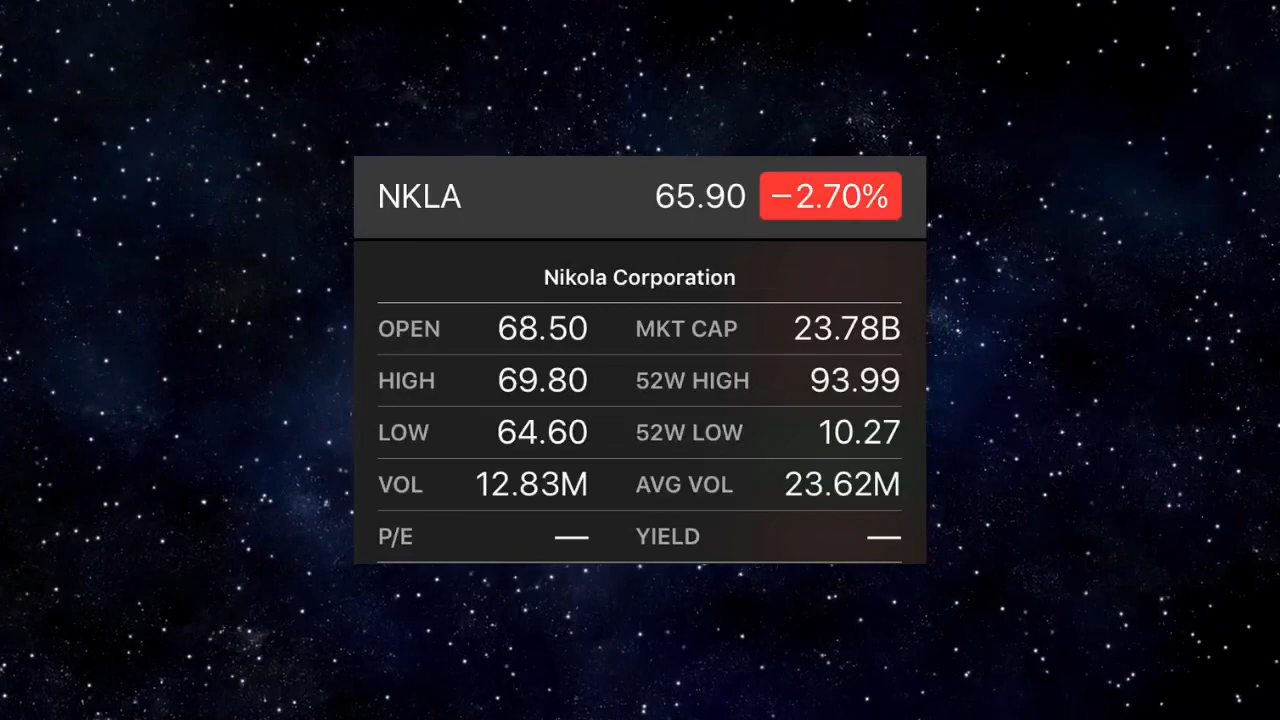 NKLA 65.90 −2.70%
Nikola Corporation
OPEN 68.50 MKT CAP 23.78B
HIGH 69.80 52W HIGH 93.99
LOW 64.60 52W LOW 10.27
VOL 12.83M AVG VOL 23.62M
P/E — YIELD —